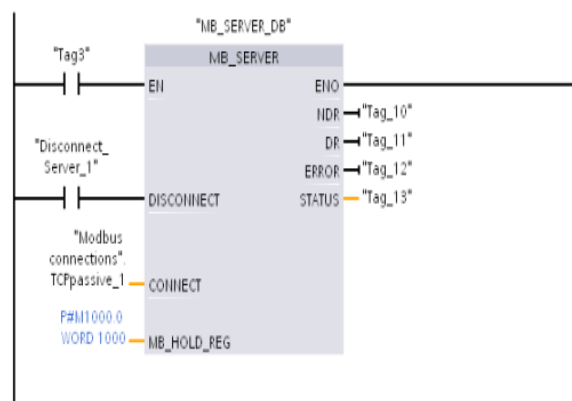 "MB_SERVER_DB"
"Tag3"
MB_SERVER
EN
ENO
NDR
"Tag_10"
DR
"Tag_11"
"Disconnect_
Server_1"
ERROR
"Tag_12"
DISCONNECT
STATUS
"Tag_13"
"Modbus
connections".
TCPpassive_1
CONNECT
P#M1000.0
WORD 1000
MB_HOLD_REG